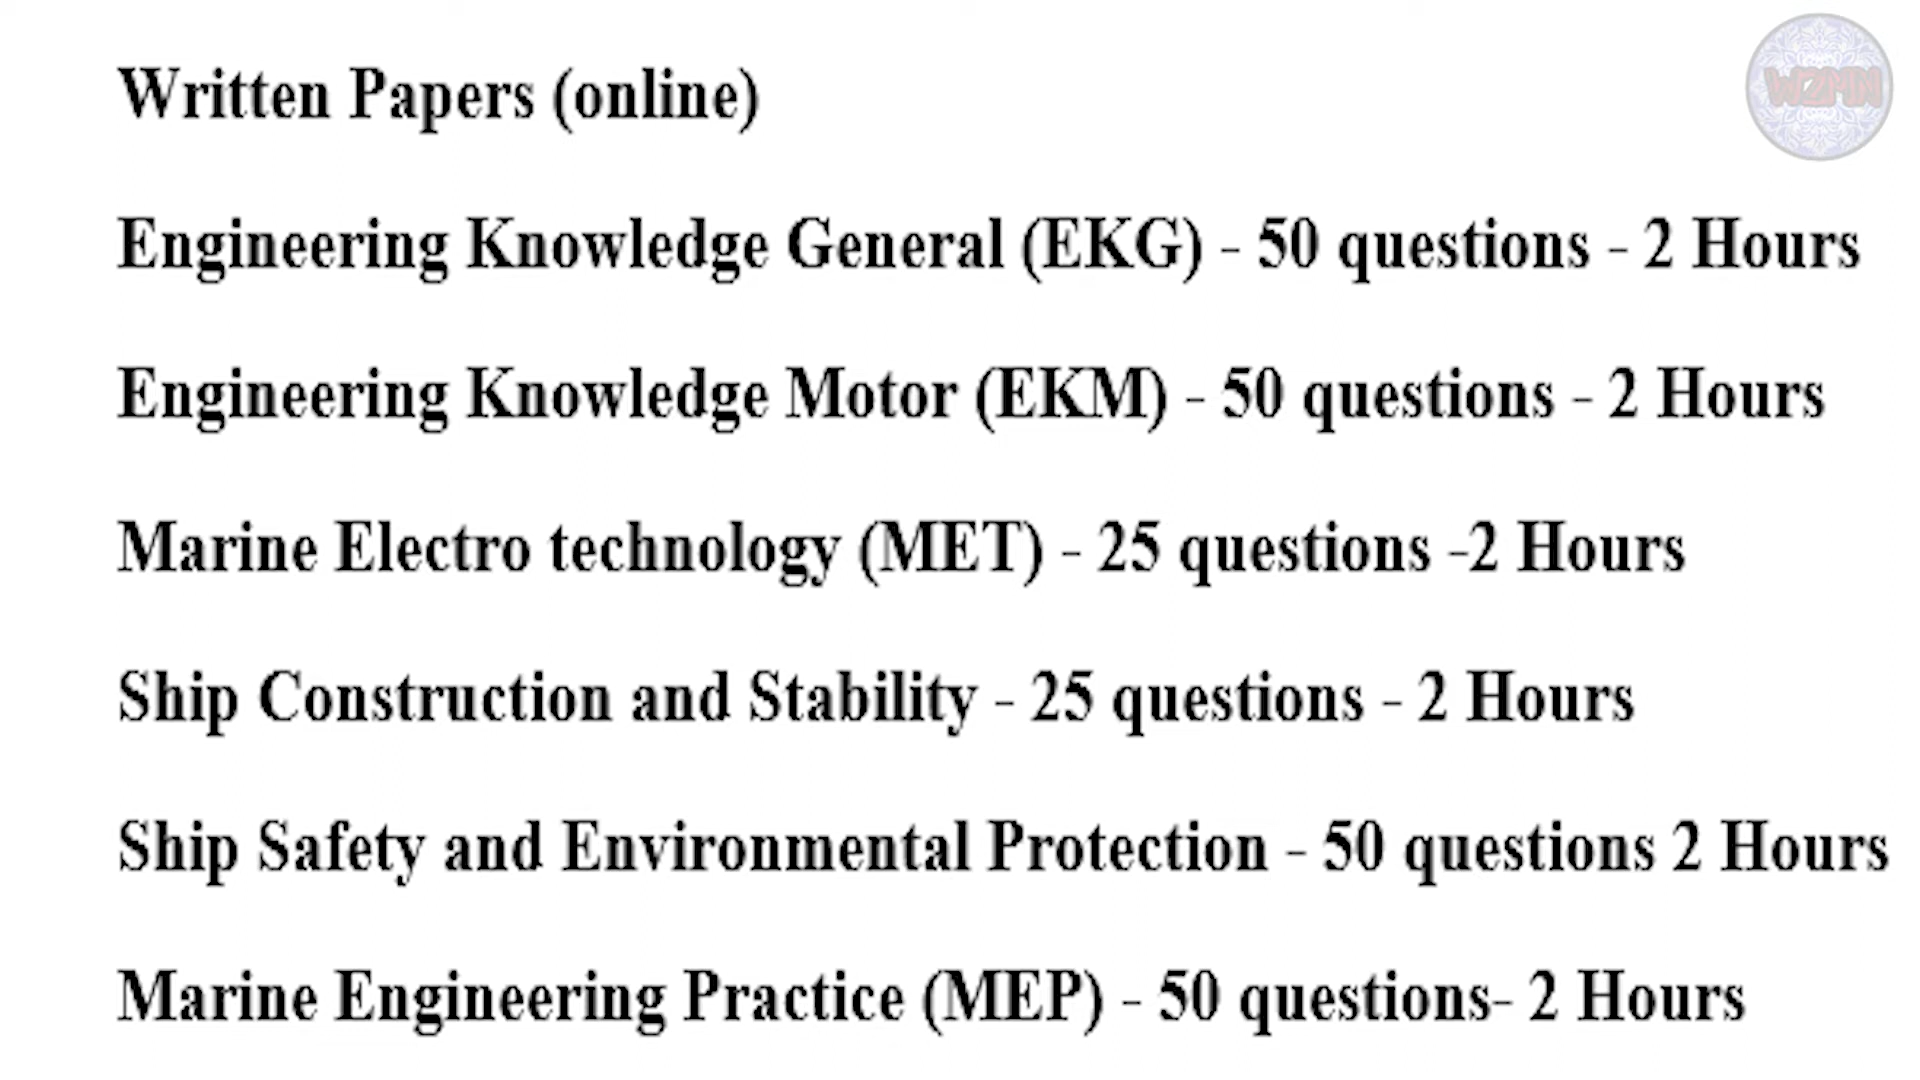 Written Papers (online)
WZMN
Engineering Knowledge General (EKG) - 50 questions - 2 Hours
Engineering Knowledge Motor (EKM) - 50 questions - 2 Hours
Marine Electro technology (MET) - 25 questions -2 Hours
Ship Construction and Stability - 25 questions - 2 Hours
Ship Safety and Environmental Protection - 50 questions 2 Hours
Marine Engineering Practice (MEP) - 50 questions- 2 Hours